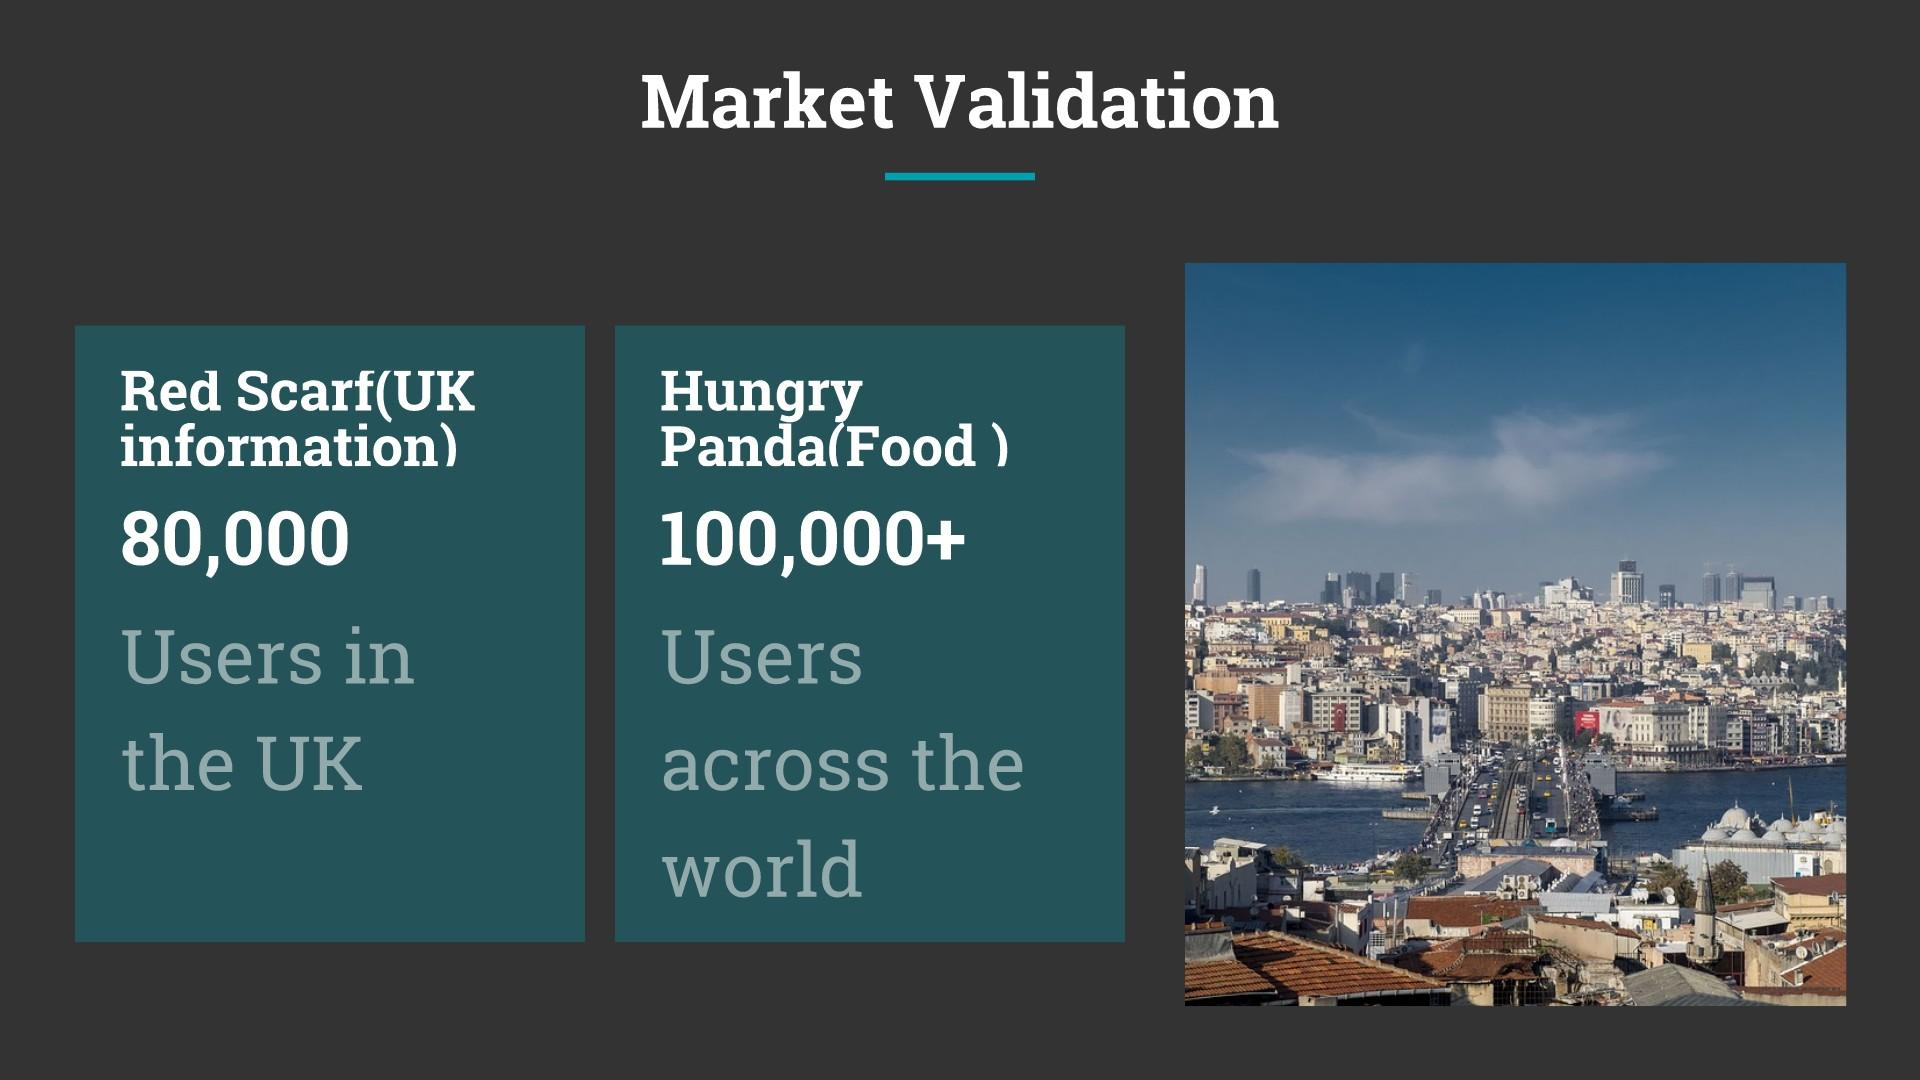 Market Validation
Red Scarf(UK
information)
80,000
Users in
the UK
Hungry
Panda(Food )
100,000+
Users
across the
world